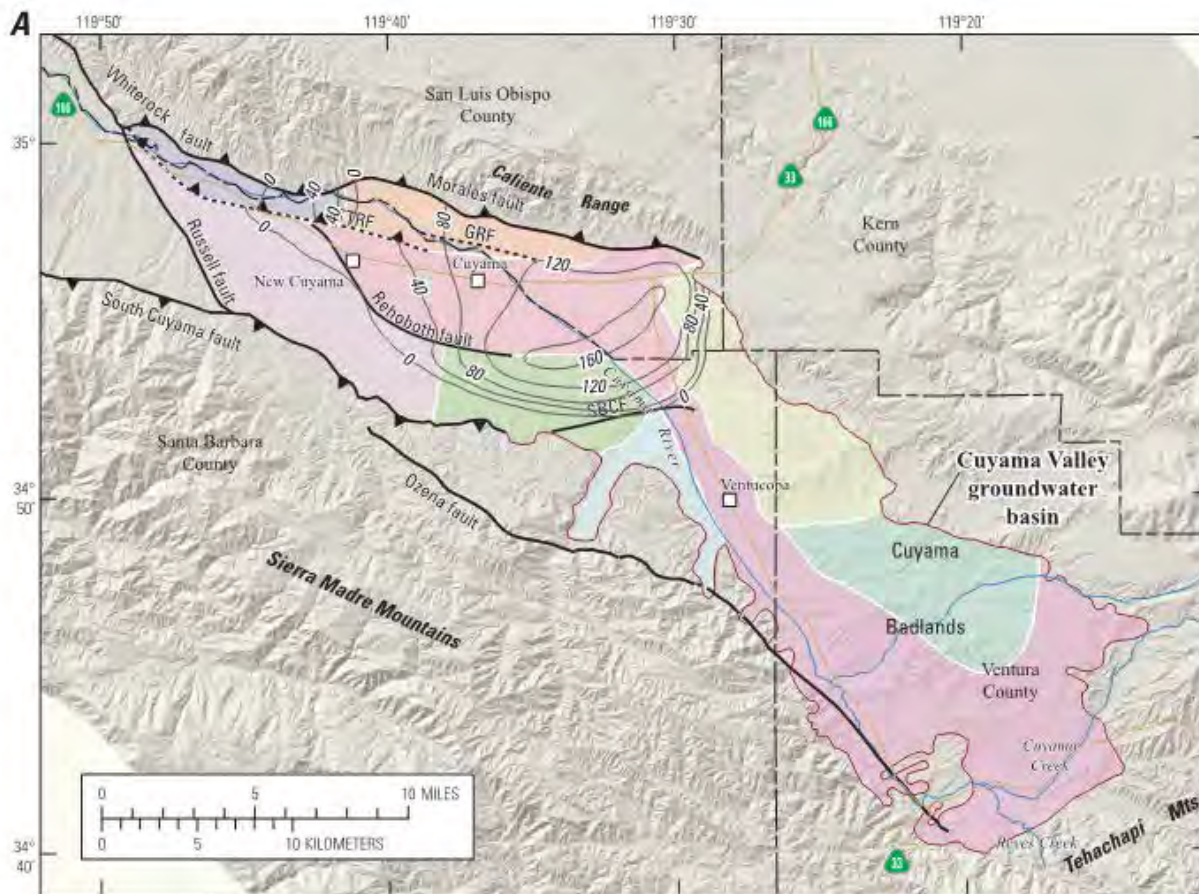 A
119°50'
119°40'
119°30'
119°20'
35°
34°
50'
34°
40'
166
Whiterock fault
San Luis Obispo
County
166
33
Caliente Range
Morales fault
Kern
County
0
40
0
40
80
GRF
120
0
Russell fault
New Cuyama
Cuyama
40
80
40
South Cuyama fault
Rehoboth fault
0
80
160
120
0
SBCF
Cuyama
River
Santa Barbara
County
Ozena fault
Ventucopa
Cuyama Valley
groundwater
basin
Cuyama
Badlands
Sierra Madre Mountains
Ventura
County
Cuyama
Creek
Reyes Creek
Tehachapi Mts
33
0 5 10 MILES
0 5 10 KILOMETERS